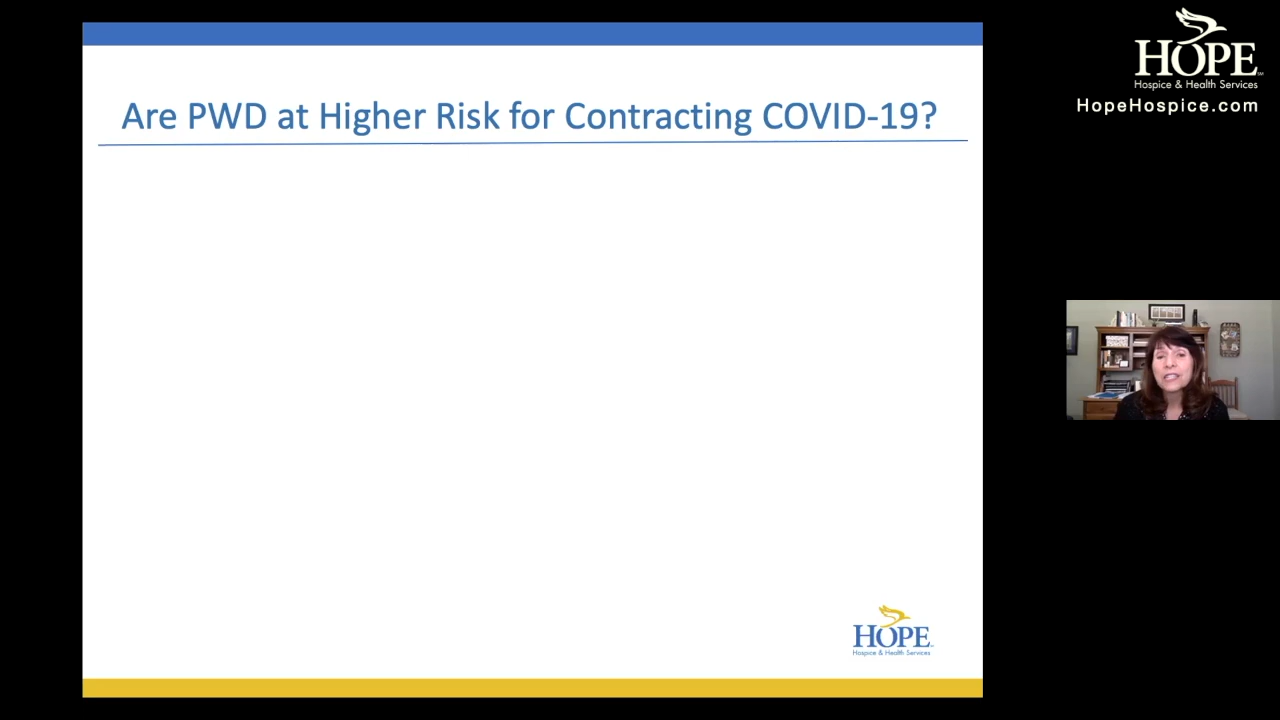 Are PWD at Higher Risk for Contracting COVID-19?
HOPE
Hospice & Health Services
HopeHospice.com
HOPE
Hospice & Health Services